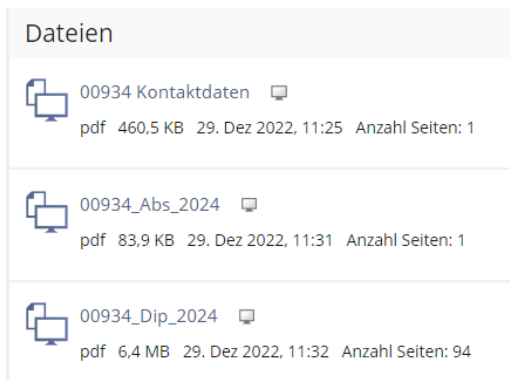 Dateien
00934 Kontaktdaten
pdf 460,5 KB 29. Dez 2022, 11:25 Anzahl Seiten: 1
00934_Abs_2024
pdf 83,9 KB 29. Dez 2022, 11:31 Anzahl Seiten: 1
00934_Dip_2024
pdf 6,4 MB 29. Dez 2022, 11:32 Anzahl Seiten: 94